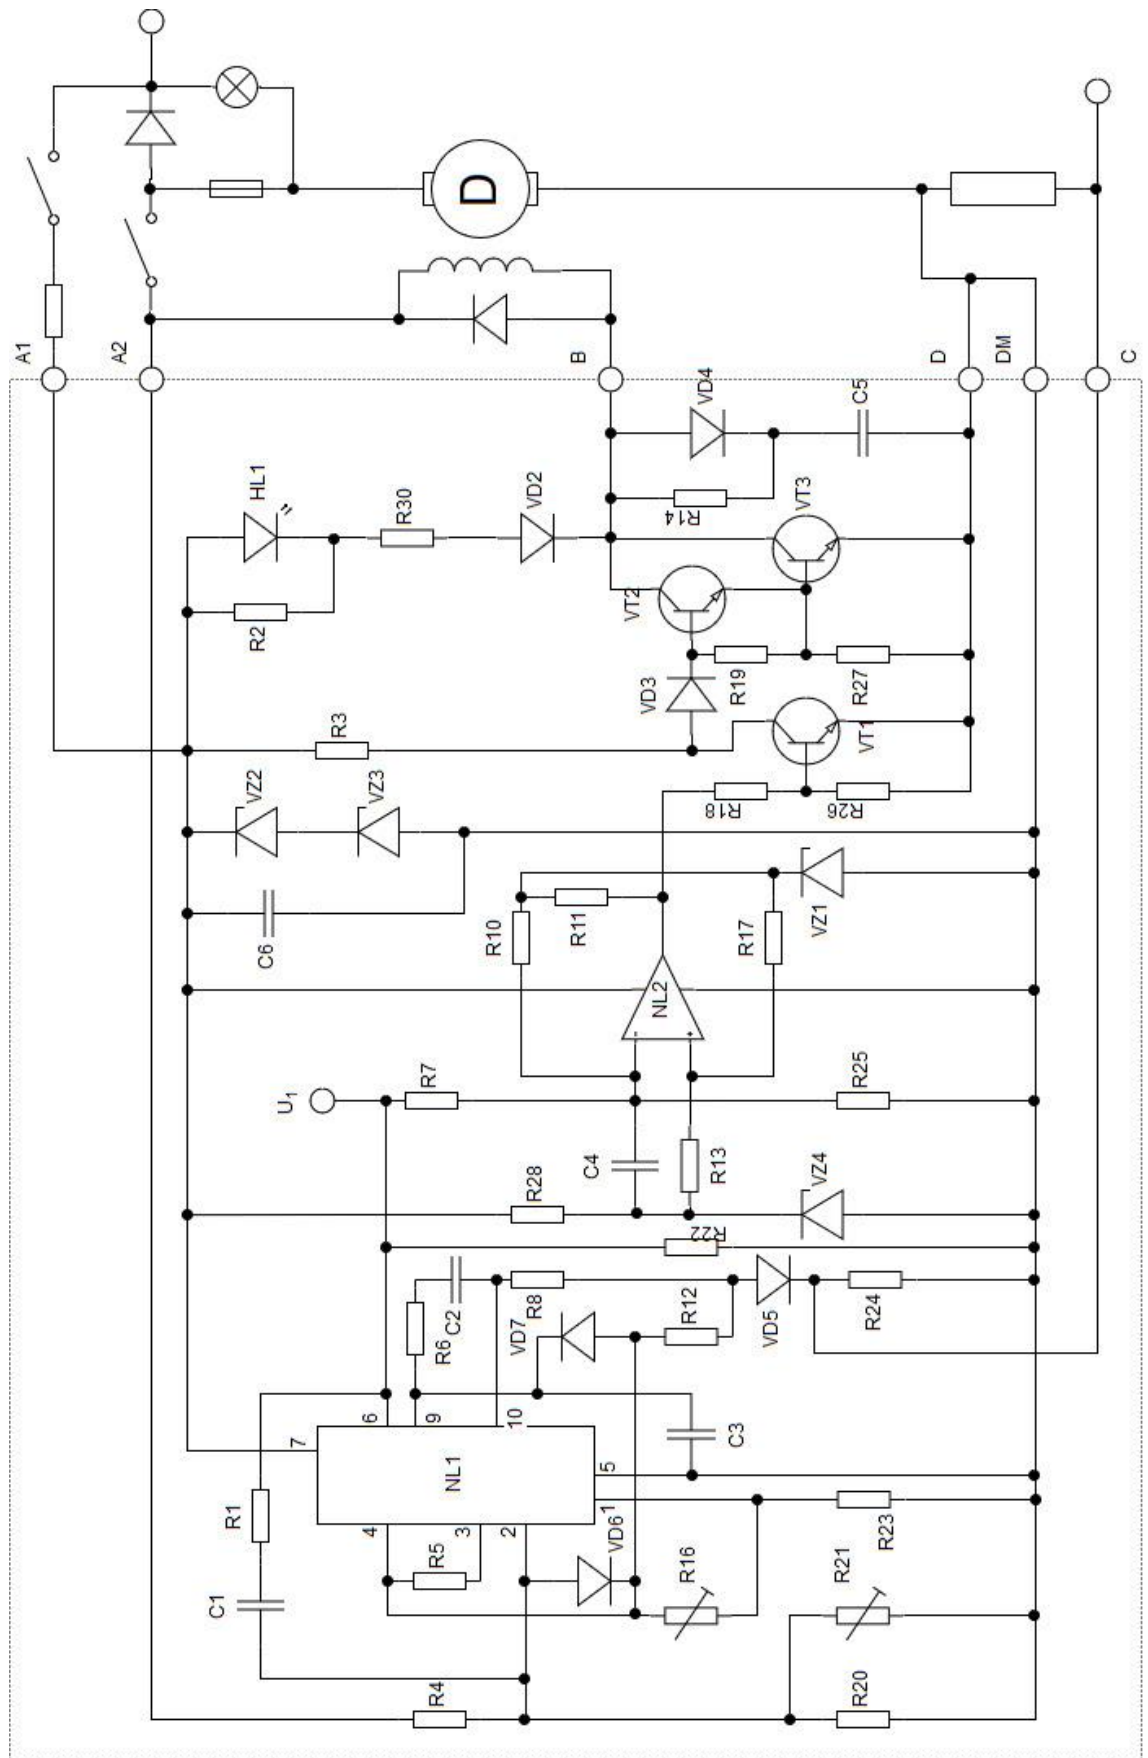 D
A1
A2
B
D
DM
C
HL1
VD4
C5
R30
VD2
R14
VT3
R2
VT2
R3
VD3
R19
R27
VT1
VZ2
VZ3
R18
R26
C6
R10
R11
R17
VZ1
NL2
-
+
U1
R7
R25
C4
R28
R13
VZ4
R22
C2
R8
R6
VD7
R12
VD5
R24
7
6
9
10
NL1
C3
5
1
4
3
2
R1
R5
VD6
R16
R23
R21
C1
R4
R20